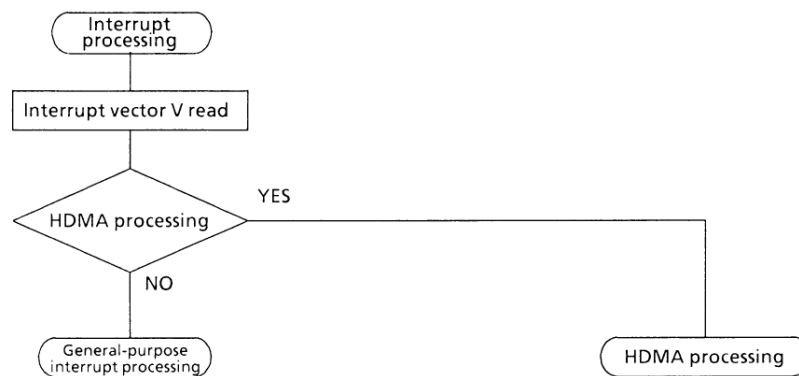 Interrupt
processing
Interrupt vector V read
YES
HDMA processing
NO
General-purpose
interrupt processing
HDMA processing